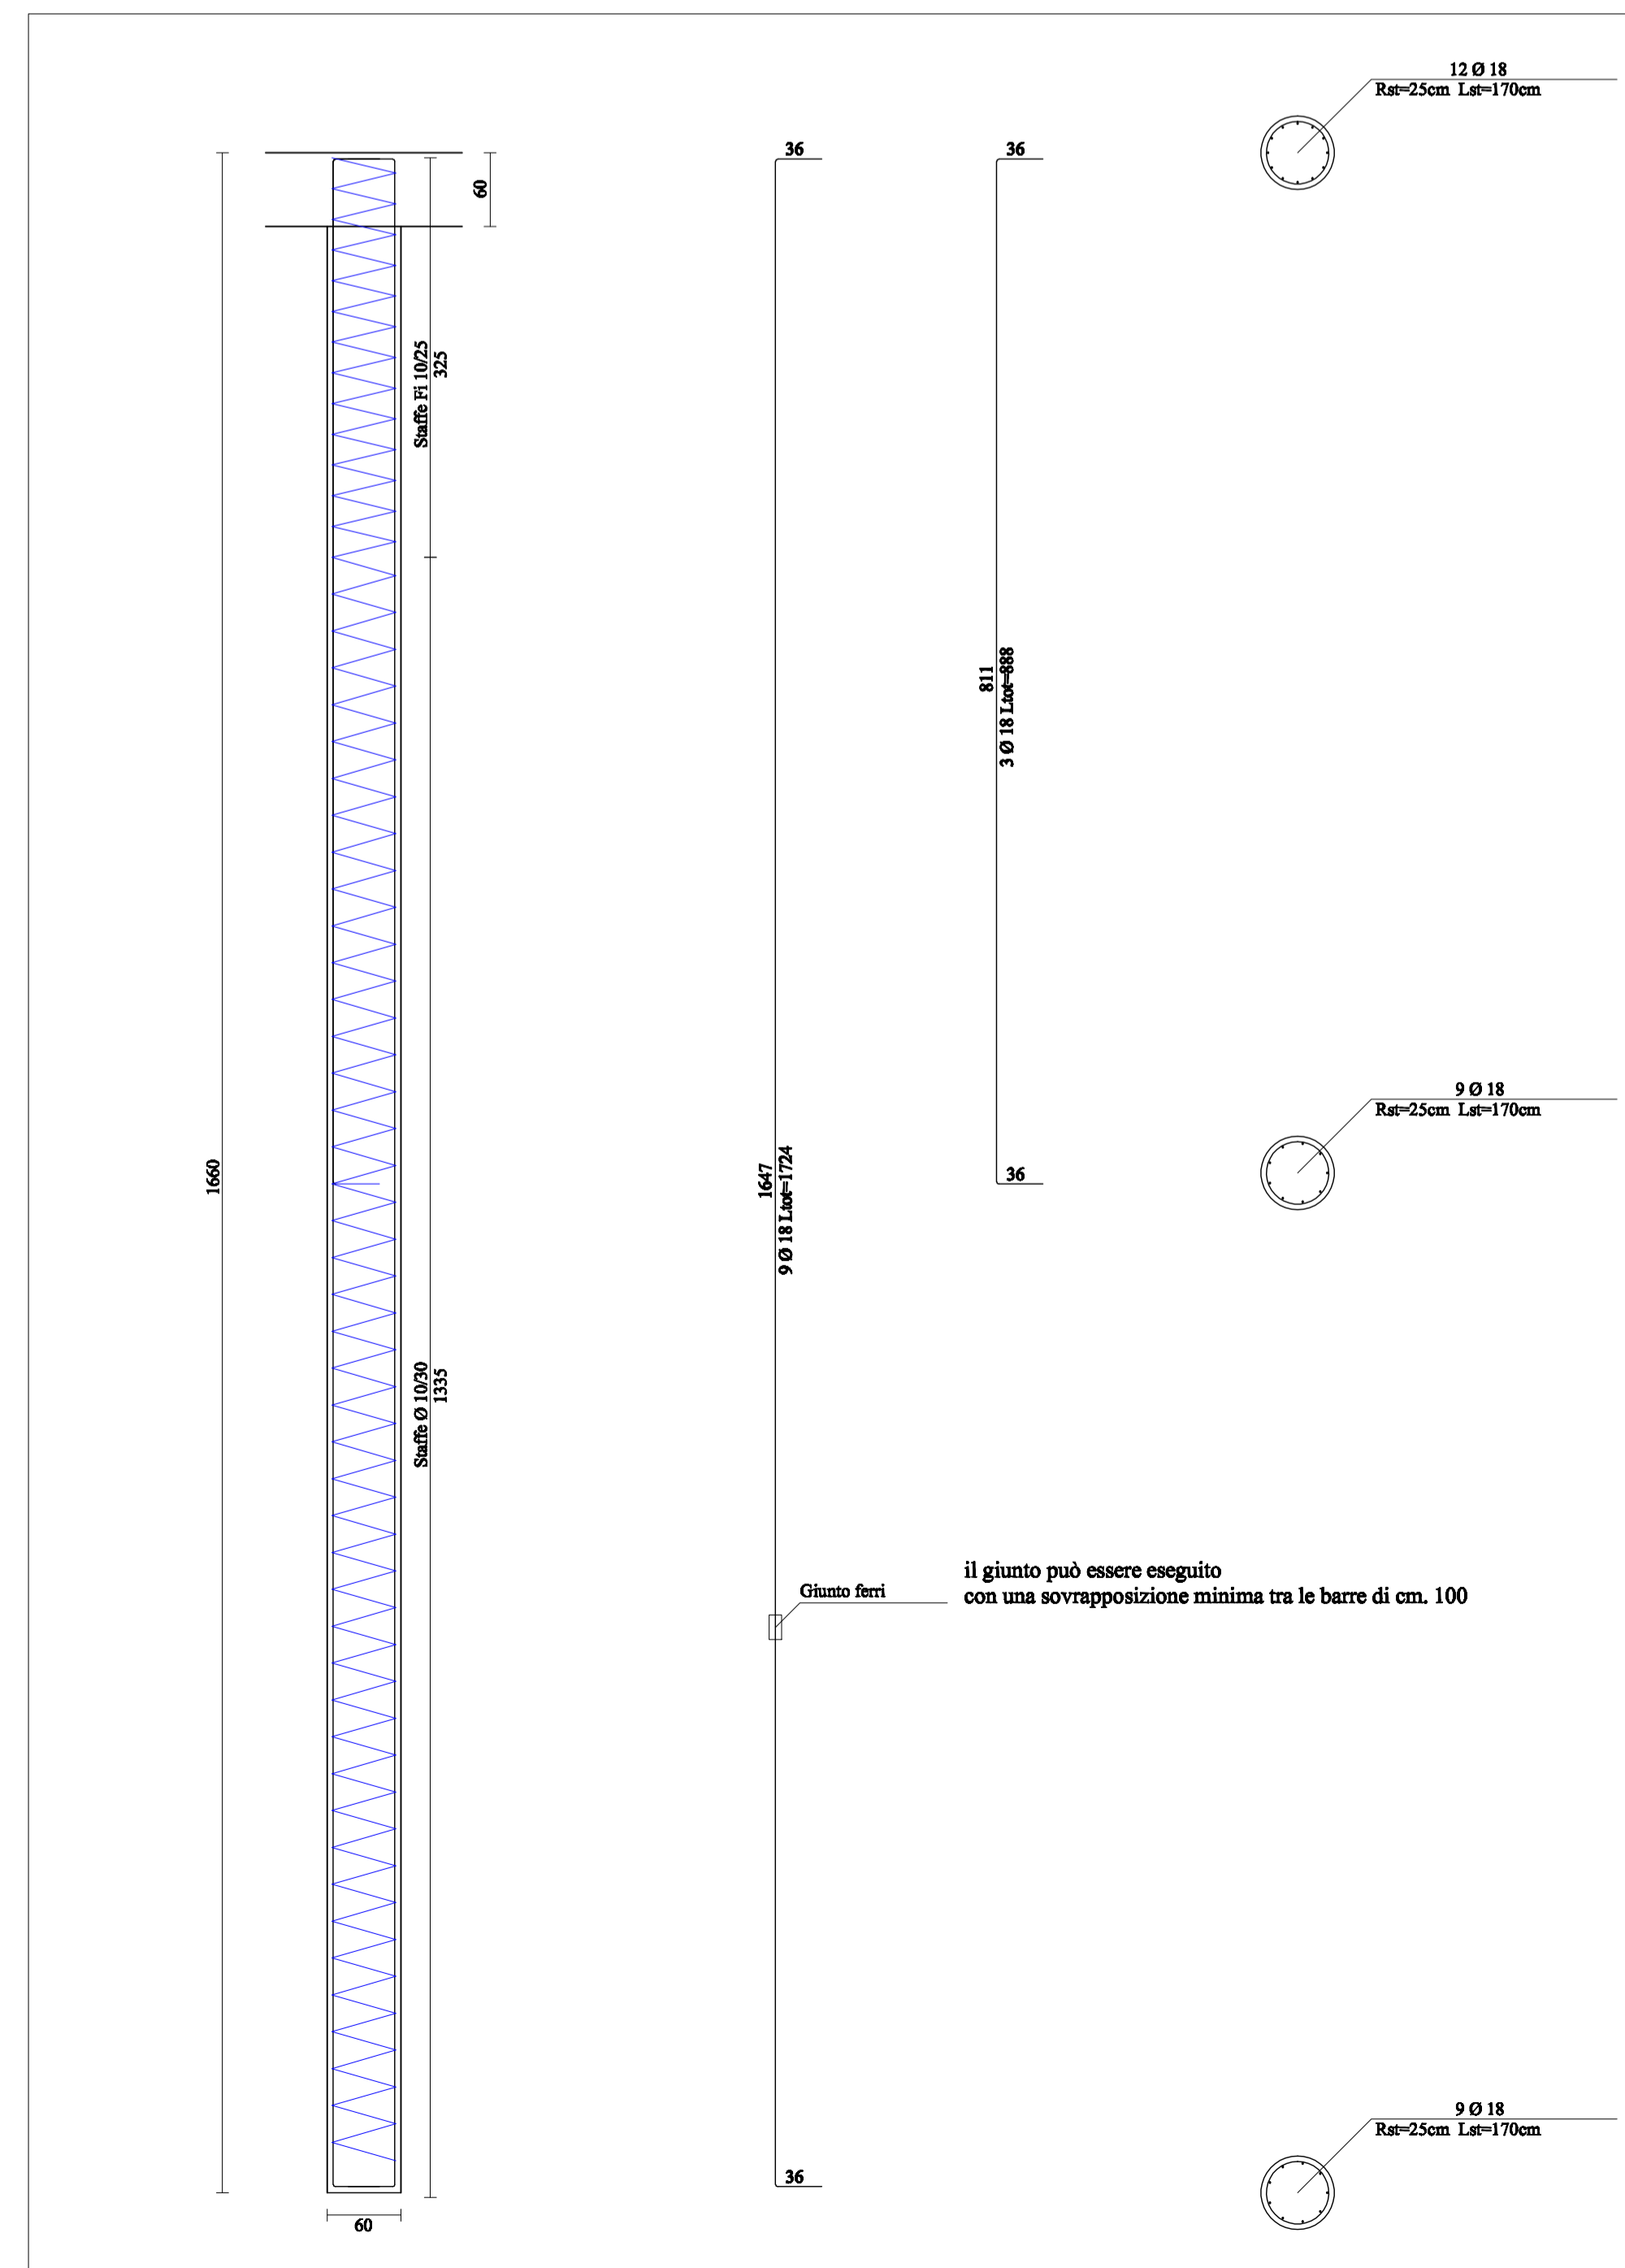 12 Ø 18
Rst=25cm Lst=170cm
36
36
60
Staffe Fi 10/25
325
811
3 Ø 18 Ltot=888
9 Ø 18
Rst=25cm Lst=170cm
1660
1647
9 Ø 18 Ltot=1724
36
Staffe Ø 10/30
1335
il giunto può essere eseguito
Giunto ferri
con una sovrapposizione minima tra le barre di cm. 100
9 Ø 18
Rst=25cm Lst=170cm
36
60